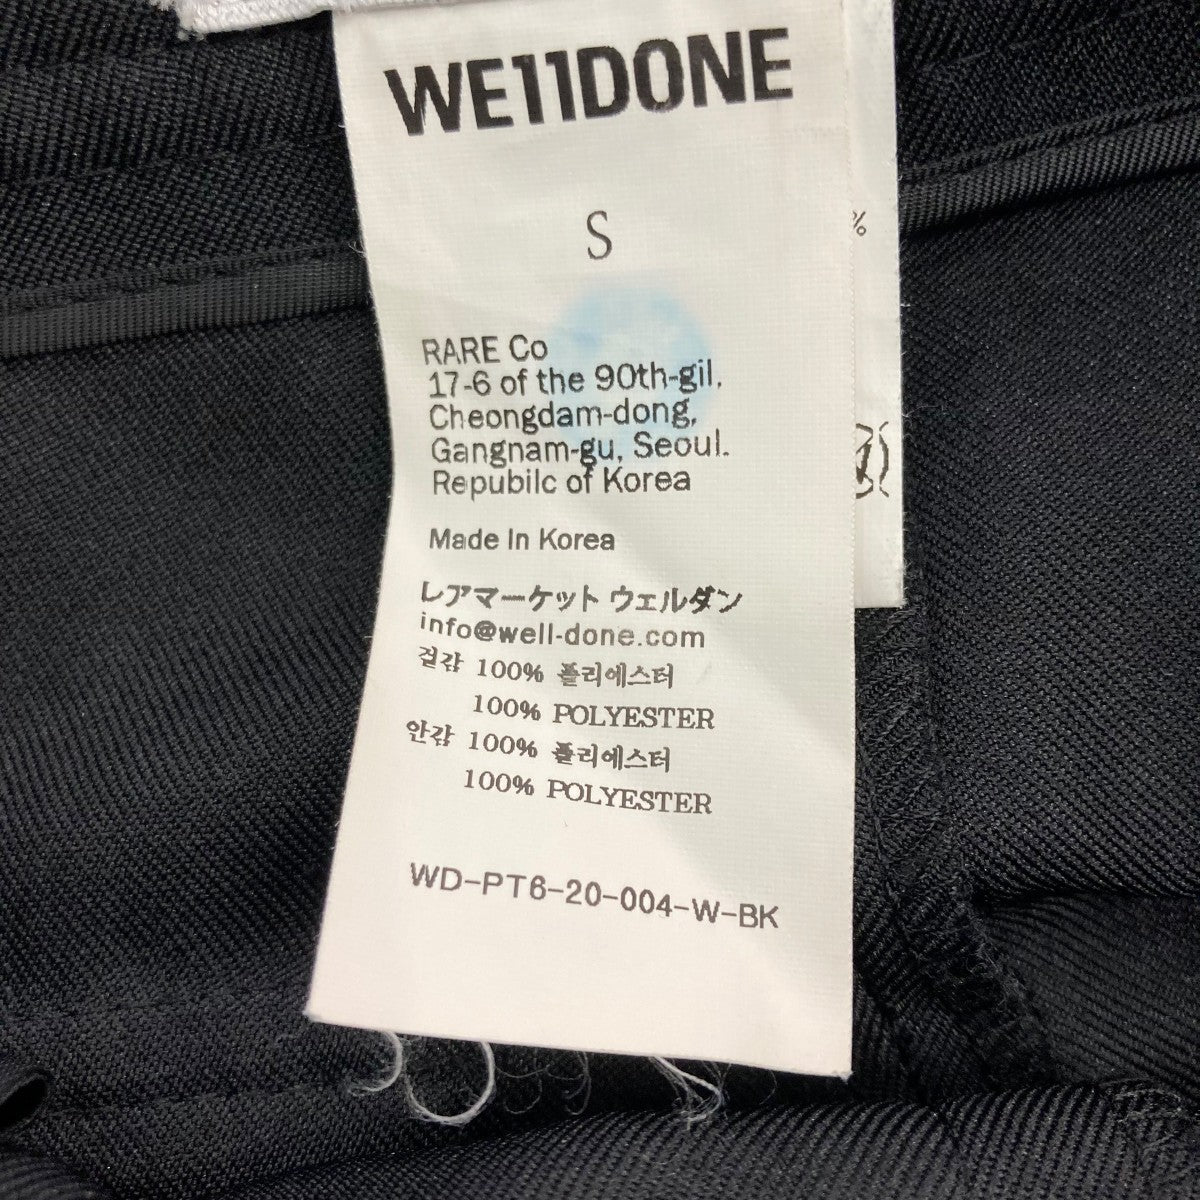 WE11DONE
S
%
RARE Co
17-6 of the 90th-gil,
Cheongdam-dong,
Gangnam-gu, Seoul.
Repubilc of Korea
Made In Korea
レアマーケット ウェルダン
info@well-done.com
겉감 100% 폴리에스터
100% POLYESTER
안감 100% 폴리에스터
100% POLYESTER
WD-PT6-20-004-W-BK